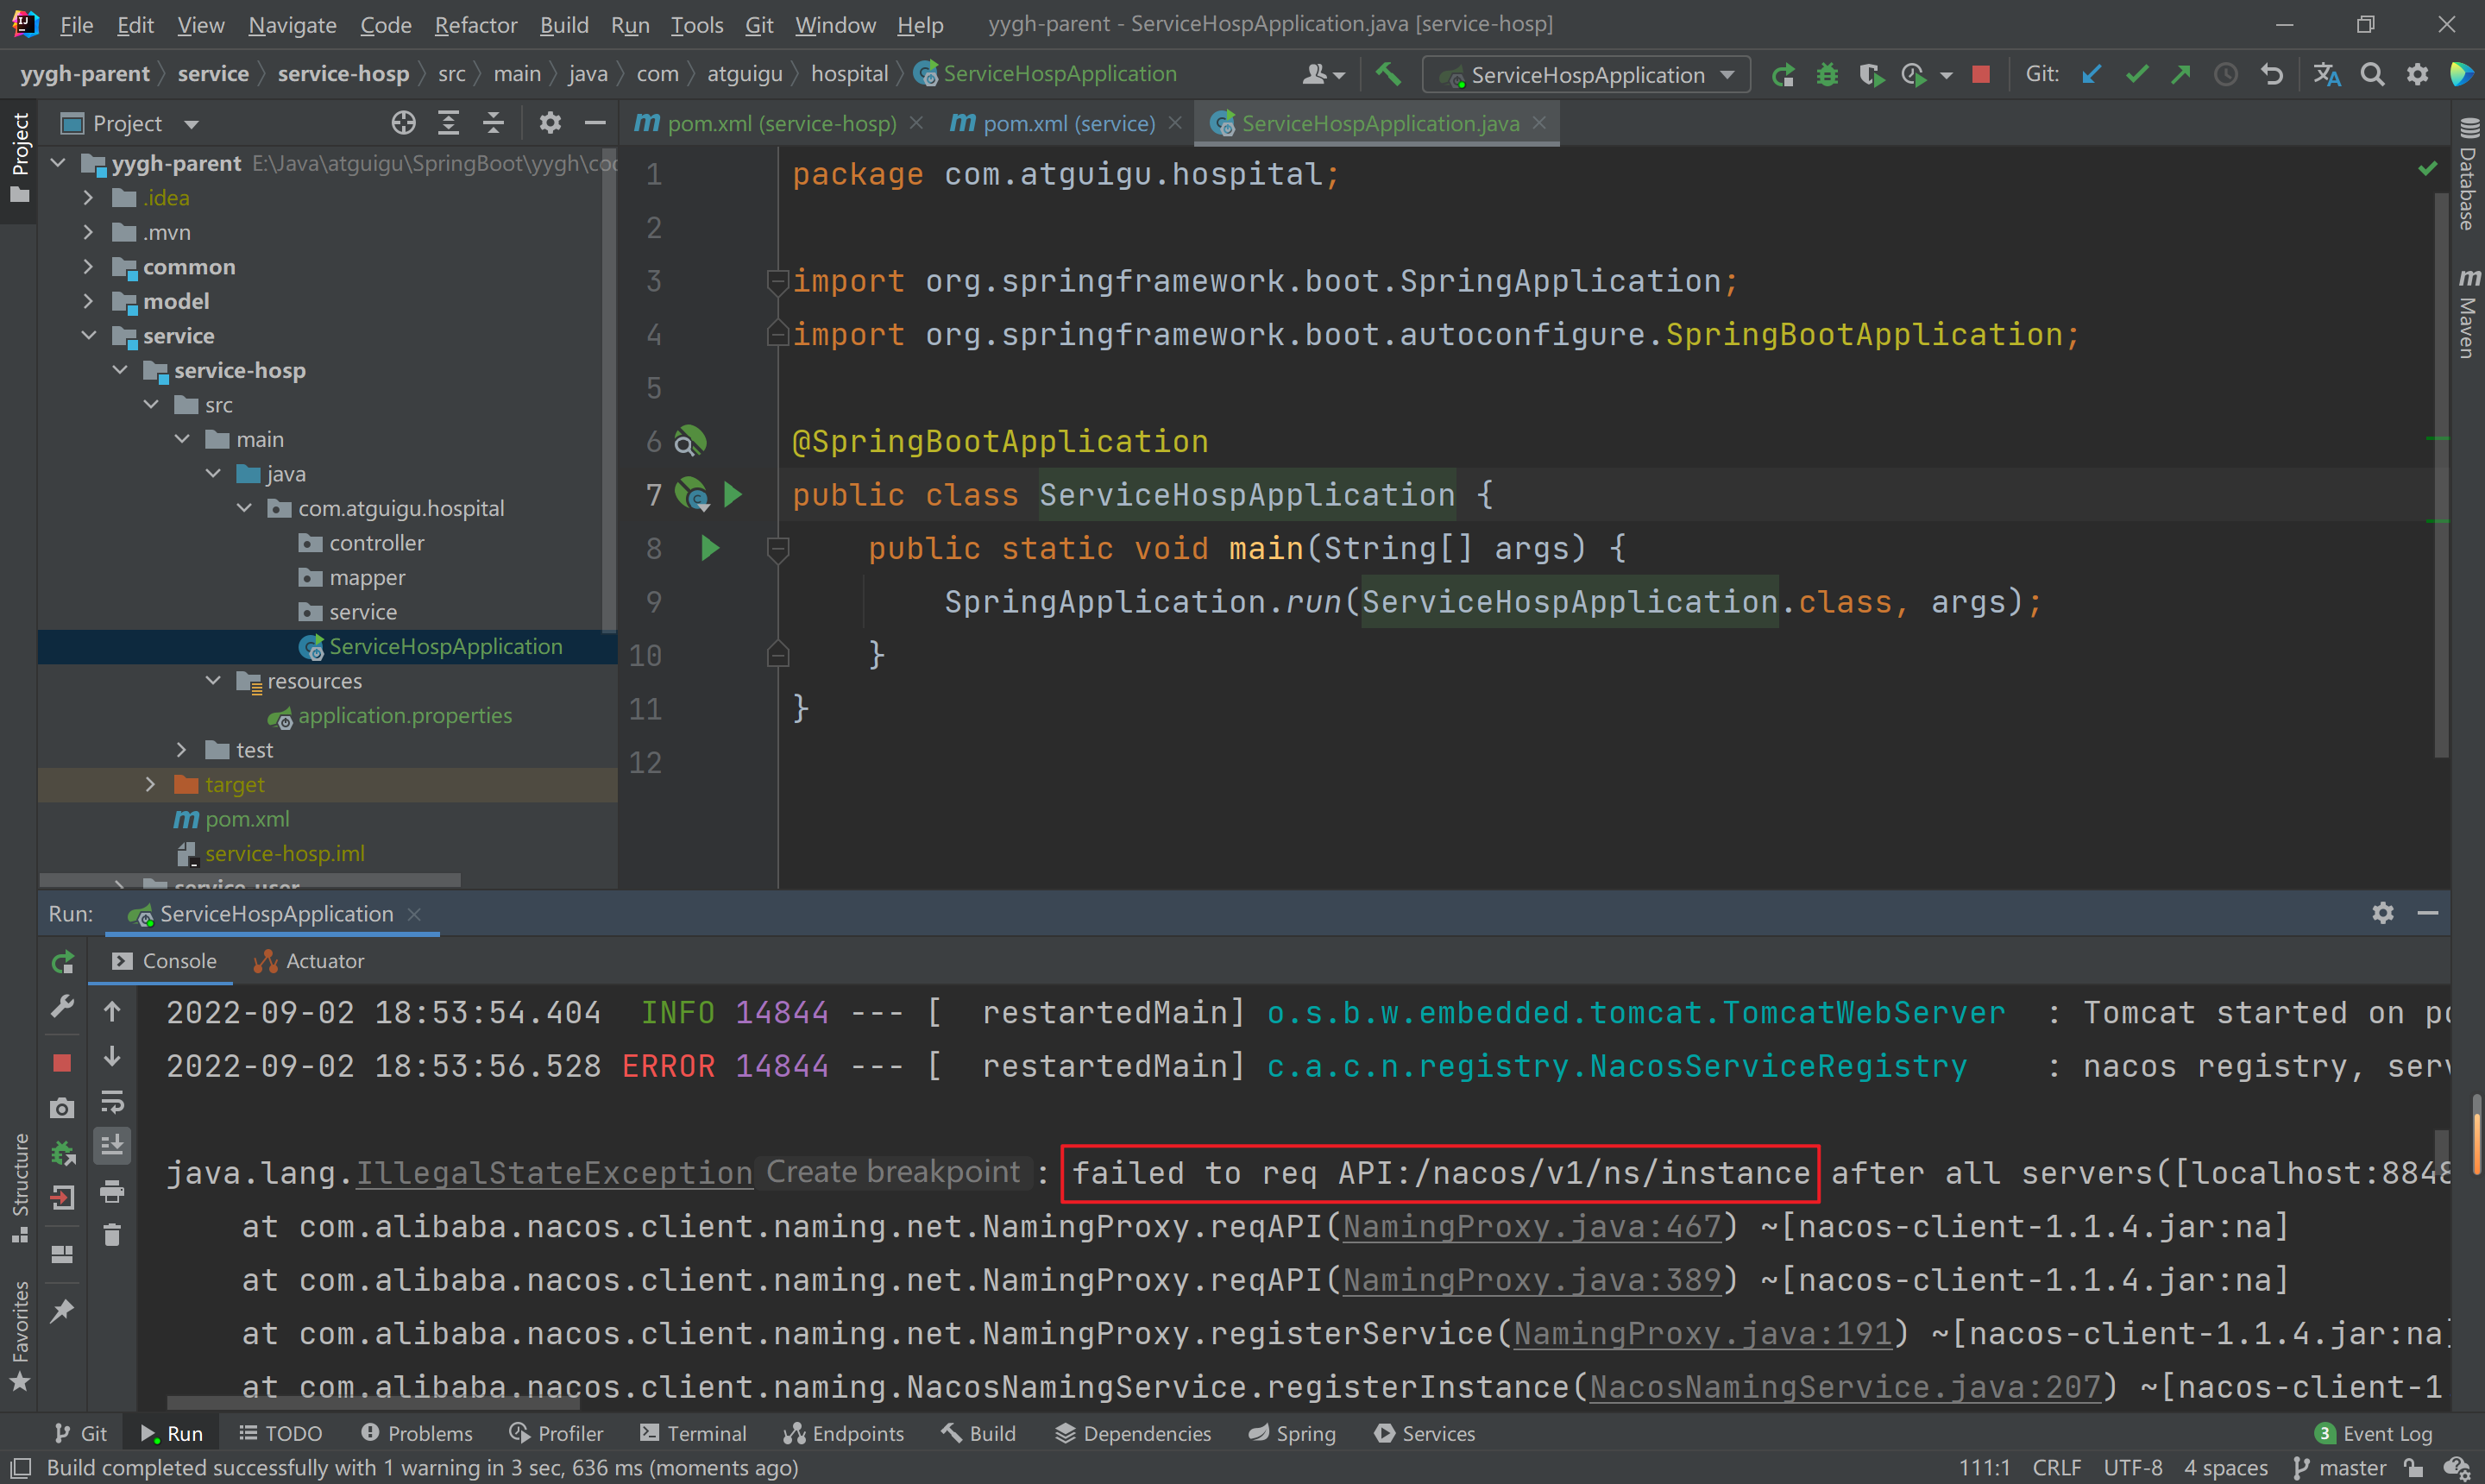 File Edit View Navigate Code Refactor Build Run Tools Git Window Help yygh-parent - ServiceHospApplication.java [service-hosp]
yygh-parent service service-hosp src main java com atguigu hospital ServiceHospApplication ServiceHospApplication Git:
Project
pom.xml (service-hosp) pom.xml (service) ServiceHospApplication.java
Project
Database
Maven
yygh-parent E:\Java\atguigu\SpringBoot\yygh\co
.idea
.mvn
common
model
service
service-hosp
src
main
java
com.atguigu.hospital
controller
mapper
service
ServiceHospApplication
resources
application.properties
test
target
pom.xml
service-hosp.iml
service-user
1 package com.atguigu.hospital;
2
3 import org.springframework.boot.SpringApplication;
4 import org.springframework.boot.autoconfigure.SpringBootApplication;
5
6 @SpringBootApplication
7 public class ServiceHospApplication {
8 public static void main(String[] args) {
9 SpringApplication.run(ServiceHospApplication.class, args);
10 }
11 }
12
Run: ServiceHospApplication
Console Actuator
2022-09-02 18:53:54.404 INFO 14844 --- [ restartedMain] o.s.b.w.embedded.tomcat.TomcatWebServer : Tomcat started on po
2022-09-02 18:53:56.528 ERROR 14844 --- [ restartedMain] c.a.c.n.registry.NacosServiceRegistry : nacos registry, serv
java.lang.IllegalStateException Create breakpoint : failed to req API:/nacos/v1/ns/instance after all servers([localhost:8848
at com.alibaba.nacos.client.naming.net.NamingProxy.reqAPI(NamingProxy.java:467) ~[nacos-client-1.1.4.jar:na]
at com.alibaba.nacos.client.naming.net.NamingProxy.reqAPI(NamingProxy.java:389) ~[nacos-client-1.1.4.jar:na]
at com.alibaba.nacos.client.naming.net.NamingProxy.registerService(NamingProxy.java:191) ~[nacos-client-1.1.4.jar:na]
at com.alibaba.nacos.client.naming.NacosNamingService.registerInstance(NacosNamingService.java:207) ~[nacos-client-1
Structure
Favorites
Git Run TODO Problems Profiler Terminal Endpoints Build Dependencies Spring Services 3 Event Log
Build completed successfully with 1 warning in 3 sec, 636 ms (moments ago) 111:1 CRLF UTF-8 4 spaces master